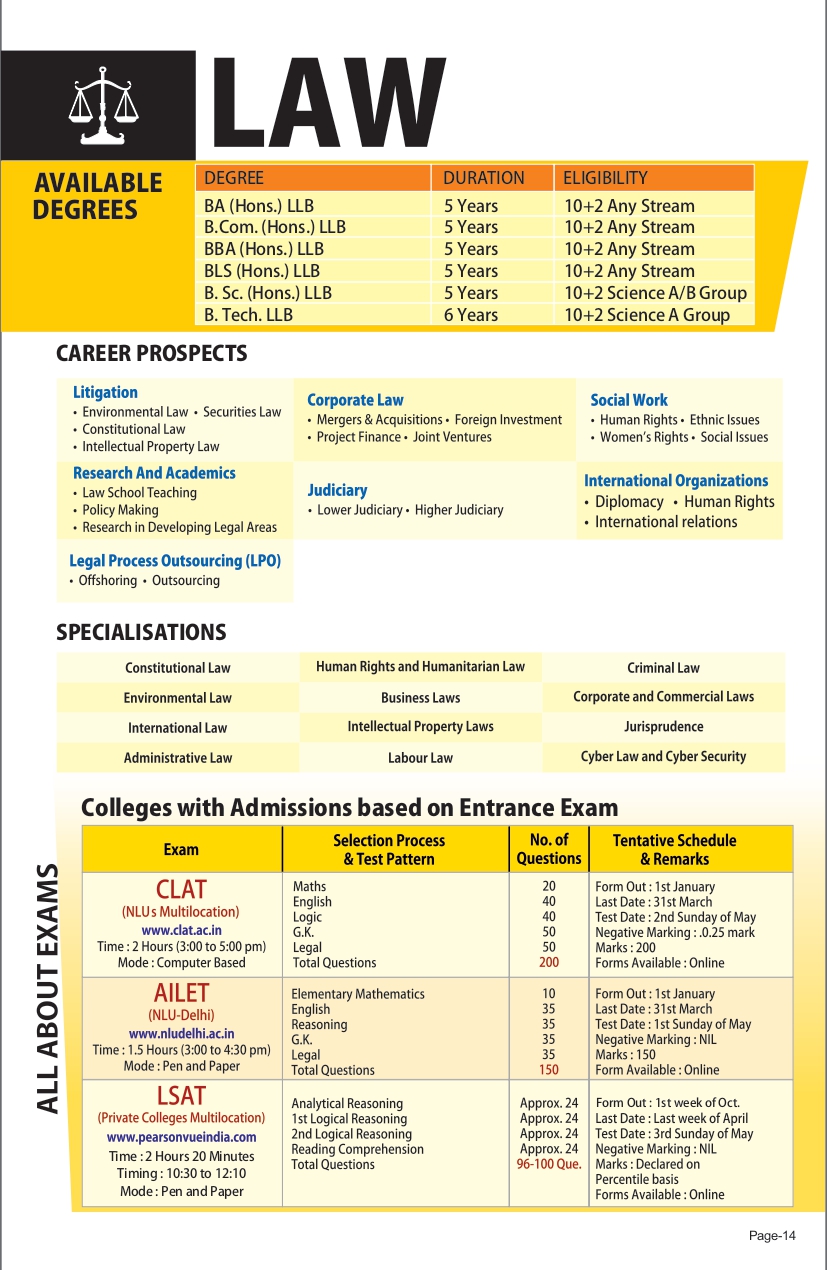 LAW
AVAILABLE
DEGREES
DEGREE DURATION ELIGIBILITY
BA (Hons.) LLB 5 Years 10+2 Any Stream
B.Com. (Hons.) LLB 5 Years 10+2 Any Stream
BBA (Hons.) LLB 5 Years 10+2 Any Stream
BLS (Hons.) LLB 5 Years 10+2 Any Stream
B. Sc. (Hons.) LLB 5 Years 10+2 Science A/B Group
B. Tech. LLB 6 Years 10+2 Science A Group
CAREER PROSPECTS
Litigation
• Environmental Law • Securities Law
• Constitutional Law
• Intellectual Property Law
Corporate Law
• Mergers & Acquisitions • Foreign Investment
• Project Finance • Joint Ventures
Social Work
• Human Rights • Ethnic Issues
• Women's Rights • Social Issues
Research And Academics
• Law School Teaching
• Policy Making
• Research in Developing Legal Areas
Judiciary
• Lower Judiciary • Higher Judiciary
International Organizations
• Diplomacy • Human Rights
• International relations
Legal Process Outsourcing (LPO)
• Offshoring • Outsourcing
SPECIALISATIONS
Constitutional Law Human Rights and Humanitarian Law Criminal Law
Environmental Law Business Laws Corporate and Commercial Laws
International Law Intellectual Property Laws Jurisprudence
Administrative Law Labour Law Cyber Law and Cyber Security
ALL ABOUT EXAMS
Colleges with Admissions based on Entrance Exam
Exam
Selection Process
& Test Pattern
No. of
Questions
Tentative Schedule
& Remarks
CLAT
(NLUs Multilocation)
www.clat.ac.in
Time : 2 Hours (3:00 to 5:00 pm)
Mode : Computer Based
Maths 20
English 40
Logic 40
G.K. 50
Legal 50
Total Questions 200
Form Out : 1st January
Last Date : 31st March
Test Date : 2nd Sunday of May
Negative Marking : .0.25 mark
Marks : 200
Forms Available : Online
AILET
(NLU-Delhi)
www.nludelhi.ac.in
Time : 1.5 Hours (3:00 to 4:30 pm)
Mode : Pen and Paper
Elementary Mathematics 10
English 35
Reasoning 35
G.K. 35
Legal 35
Total Questions 150
Form Out : 1st January
Last Date : 31st March
Test Date : 1st Sunday of May
Negative Marking : NIL
Marks : 150
Form Available : Online
LSAT
(Private Colleges Multilocation)
www.pearsonvueindia.com
Time : 2 Hours 20 Minutes
Timing : 10:30 to 12:10
Mode : Pen and Paper
Analytical Reasoning Approx. 24
1st Logical Reasoning Approx. 24
2nd Logical Reasoning Approx. 24
Reading Comprehension Approx. 24
Total Questions 96-100 Que.
Form Out : 1st week of Oct.
Last Date : Last week of April
Test Date : 3rd Sunday of May
Negative Marking : NIL
Marks : Declared on
Percentile basis
Forms Available : Online
Page-14